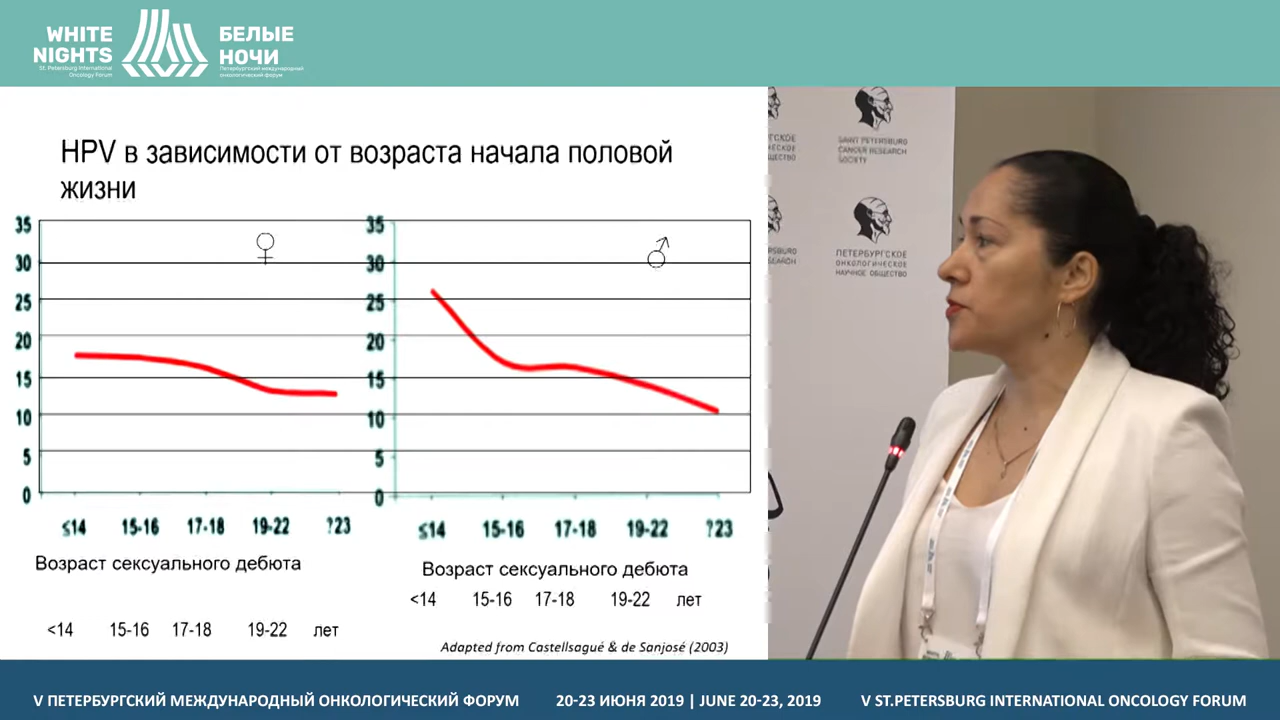 WHITE
NIGHTS
St. Petersburg International
Oncology Forum
БЕЛЫЕ
НОЧИ
Петербургский международный
онкологический форум
HPV в зависимости от возраста начала половой
жизни
35
30
25
20
15
10
5
0
≤14 15-16 17-18 19-22 ?23
Возраст сексуального дебюта
<14 15-16 17-18 19-22 лет
35
30
25
20
15
10
5
0
≤14 15-16 17-18 19-22 ?23
Возраст сексуального дебюта
<14 15-16 17-18 19-22 лет
Adapted from Castellsagué & de Sanjosé (2003)
SAINT PETERSBURG
CANCER RESEARCH
SOCIETY
ПЕТЕРБУРГСКОЕ
ОНКОЛОГИЧЕСКОЕ
НАУЧНОЕ ОБЩЕСТВО
V ПЕТЕРБУРГСКИЙ МЕЖДУНАРОДНЫЙ ОНКОЛОГИЧЕСКИЙ ФОРУМ 20-23 ИЮНЯ 2019 | JUNE 20-23, 2019 V ST.PETERSBURG INTERNATIONAL ONCOLOGY FORUM